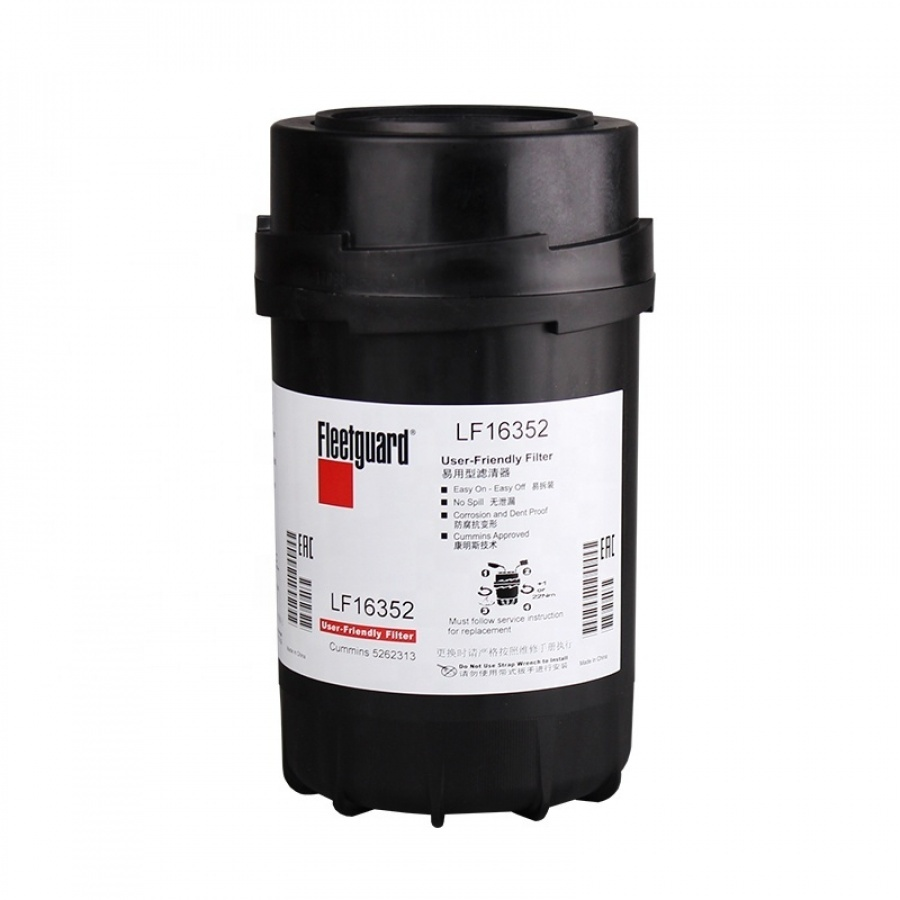 Fleetguard®
LF16352
User-Friendly Filter
易用型滤清器
Easy On - Easy Off 易拆装
No Spill 无泄漏
Corrosion and Dent Proof
防腐抗变形
Cummins Approved
康明斯技术
EAC
EAC
1
3
2
4
Must follow service instruction
for replacement
更换时请严格按照维修手册执行
Do Not Use Strap Wrench to Install
请勿使用带式扳手进行安装
LF16352
User-Friendly Filter
Cummins 5262313
Made in China
Made in China